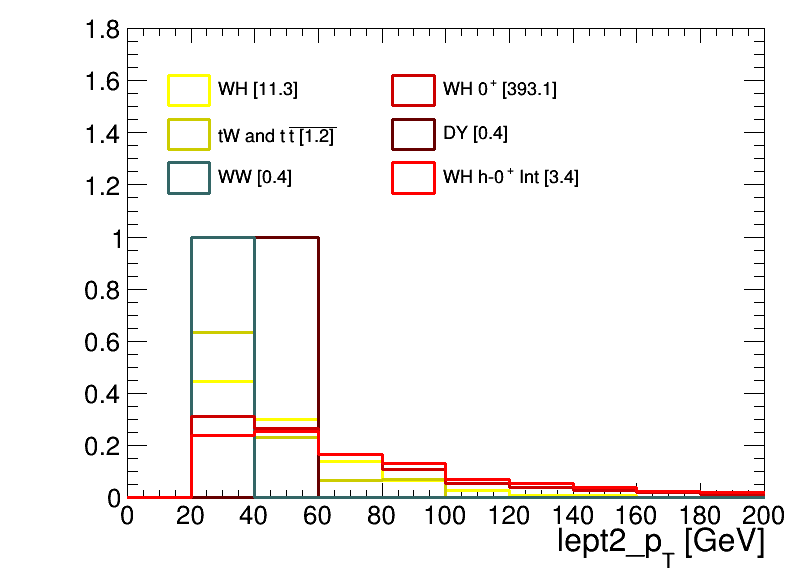 1.8
1.6
WH [11.3] WH 0⁺ [393.1]
1.4
tW and t t̅ [1.2] DY [0.4]
1.2
WW [0.4] WH h-0⁺ Int [3.4]
1
0.8
0.6
0.4
0.2
0
0 20 40 60 80 100 120 140 160 180 200
lept2_p_T [GeV]